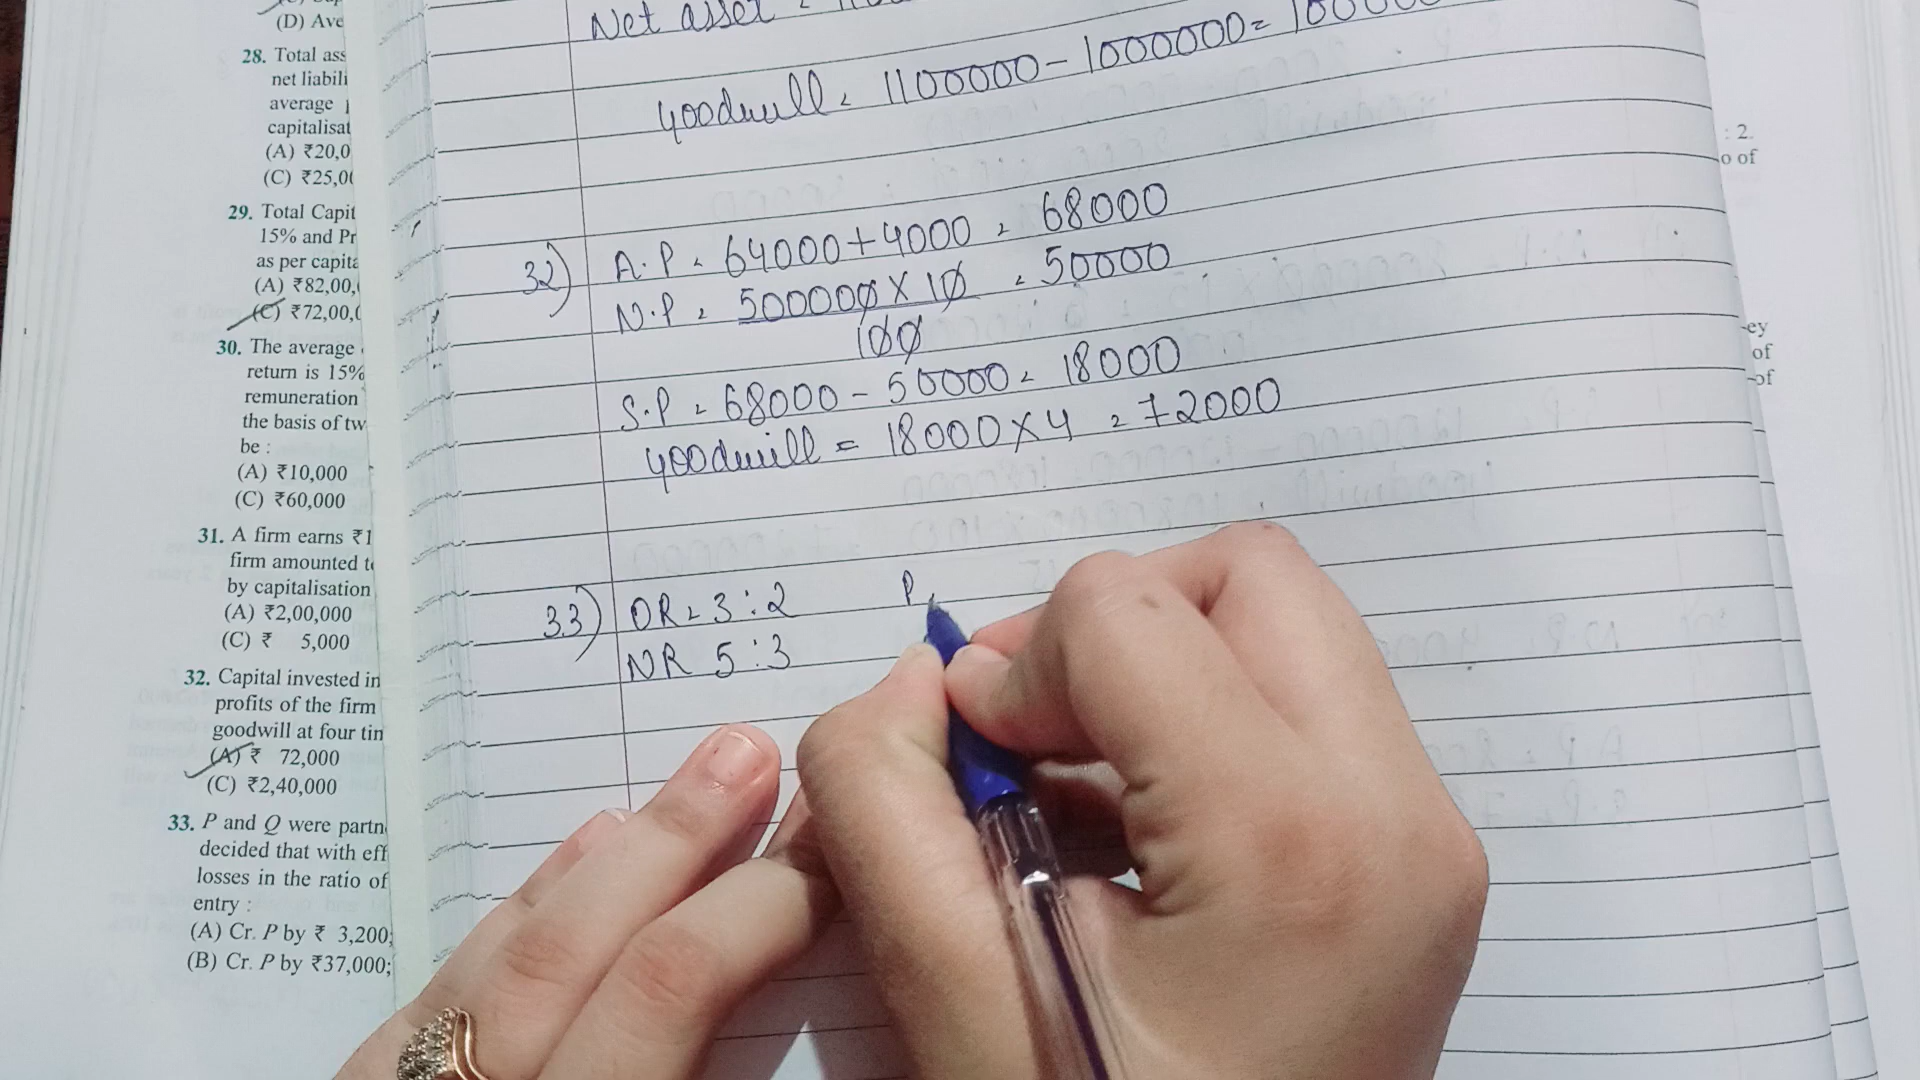 (D) Ave
28. Total ass
net liabili
average
capitalisat
(A) ₹20,0
(C) ₹25,0
29. Total Capit
15% and Pr
as per capita
(A) ₹82,00,
(C) ₹72,00,0
30. The average
return is 15%
remuneration
the basis of tw
be :
(A) ₹10,000
(C) ₹60,000
31. A firm earns ₹1
firm amounted to
by capitalisation
(A) ₹2,00,000
(C) ₹ 5,000
32. Capital invested in
profits of the firm
goodwill at four tim
(A) ₹ 72,000
(C) ₹2,40,000
33. P and Q were partn
decided that with eff
losses in the ratio of
entry :
(A) Cr. P by ₹ 3,200;
(B) Cr. P by ₹37,000;
Net asset =
goodwill = 1100000 - 1000000 = 100000
32) A.P = 64000 + 4000 = 68000
N.P = 500000 X 10 = 50000
100
S.P = 68000 - 50000 = 18000
goodwill = 18000 X 4 = 72000
33) OR = 3:2 P
NR 5:3
: 2.
o of
ey
of
of